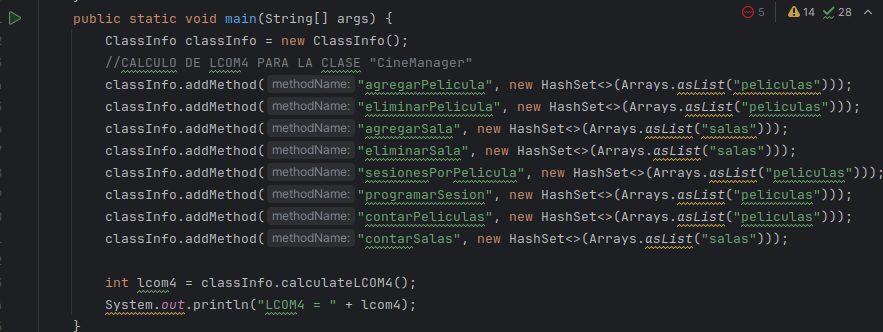 5 14 28
public static void main(String[] args) {
ClassInfo classInfo = new ClassInfo();
//CALCULO DE LCOM4 PARA LA CLASE "CineManager"
classInfo.addMethod( methodName: "agregarPelicula", new HashSet<>(Arrays.asList("peliculas")));
classInfo.addMethod( methodName: "eliminarPelicula", new HashSet<>(Arrays.asList("peliculas")));
classInfo.addMethod( methodName: "agregarSala", new HashSet<>(Arrays.asList("salas")));
classInfo.addMethod( methodName: "eliminarSala", new HashSet<>(Arrays.asList("salas")));
classInfo.addMethod( methodName: "sesionesPorPelicula", new HashSet<>(Arrays.asList("peliculas")));
classInfo.addMethod( methodName: "programarSesion", new HashSet<>(Arrays.asList("peliculas")));
classInfo.addMethod( methodName: "contarPeliculas", new HashSet<>(Arrays.asList("peliculas")));
classInfo.addMethod( methodName: "contarSalas", new HashSet<>(Arrays.asList("salas")));
int lcom4 = classInfo.calculateLCOM4();
System.out.println("LCOM4 = " + lcom4);
}